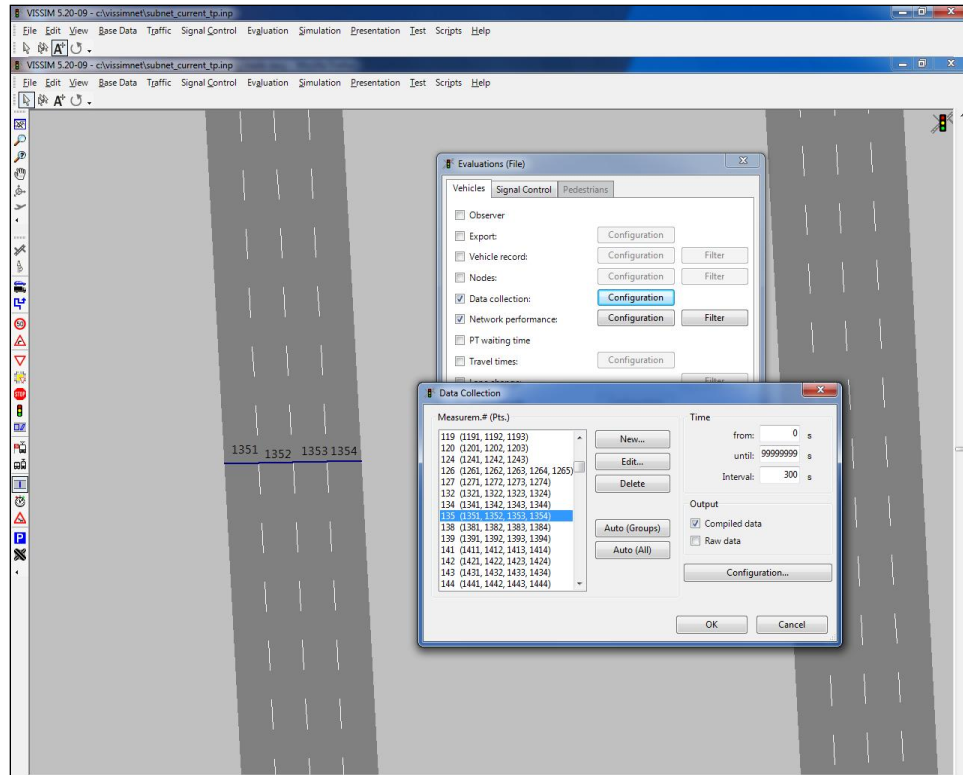 VISSIM 5.20-09 - c:\vissimnet\subnet_current_tp.inp
File Edit View Base Data Traffic Signal Control Evaluation Simulation Presentation Test Scripts Help
VISSIM 5.20-09 - c:\vissimnet\subnet_current_tp.inp
File Edit View Base Data Traffic Signal Control Evaluation Simulation Presentation Test Scripts Help
Evaluations (File)
Vehicles Signal Control Pedestrians
Observer
Export: Configuration
Vehicle record: Configuration Filter
Nodes: Configuration Filter
Data collection: Configuration
Network performance: Configuration Filter
PT waiting time
Travel times: Configuration
1351 1352 1353 1354
Data Collection
Measurem.# (Pts.)
119 (1191, 1192, 1193)
120 (1201, 1202, 1203)
124 (1241, 1242, 1243)
126 (1261, 1262, 1263, 1264, 1265)
127 (1271, 1272, 1273, 1274)
132 (1321, 1322, 1323, 1324)
134 (1341, 1342, 1343, 1344)
135 (1351, 1352, 1353, 1354)
138 (1381, 1382, 1383, 1384)
139 (1391, 1392, 1393, 1394)
141 (1411, 1412, 1413, 1414)
142 (1421, 1422, 1423, 1424)
143 (1431, 1432, 1433, 1434)
144 (1441, 1442, 1443, 1444)
New...
Edit...
Delete
Auto (Groups)
Auto (All)
Time
from: 0 s
until: 99999999 s
Interval: 300 s
Output
Compiled data
Raw data
Configuration...
OK Cancel
50
STOP
P